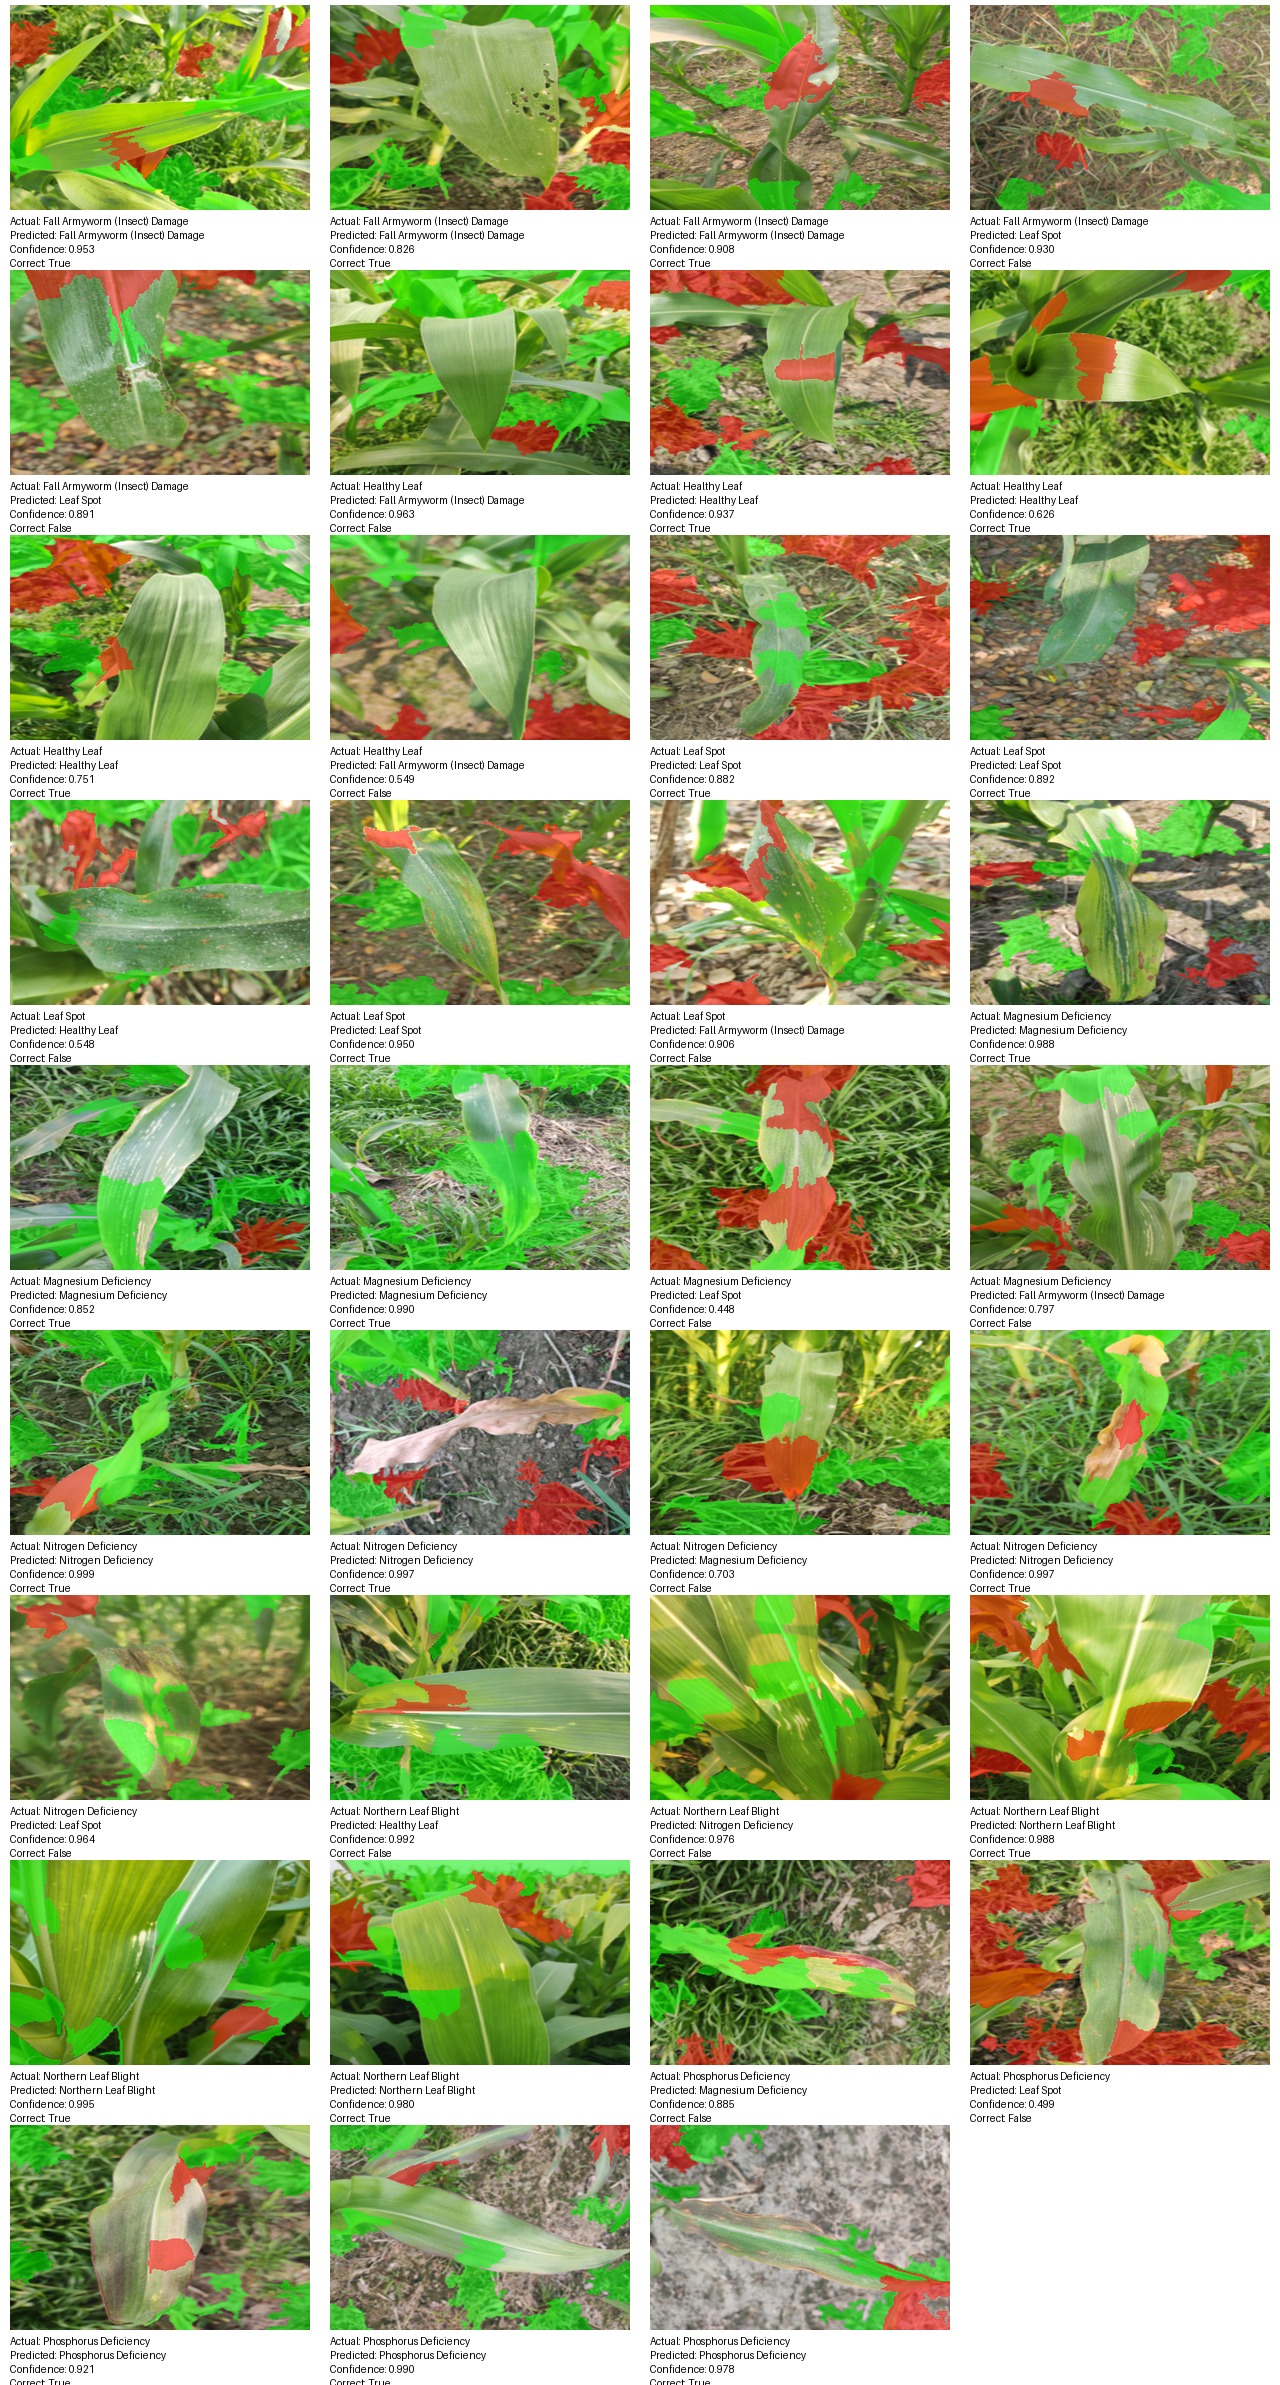 Actual: Fall Armyworm (Insect) Damage
Predicted: Fall Armyworm (Insect) Damage
Confidence: 0.953
Correct: True
Actual: Fall Armyworm (Insect) Damage
Predicted: Fall Armyworm (Insect) Damage
Confidence: 0.826
Correct: True
Actual: Fall Armyworm (Insect) Damage
Predicted: Fall Armyworm (Insect) Damage
Confidence: 0.908
Correct: True
Actual: Fall Armyworm (Insect) Damage
Predicted: Leaf Spot
Confidence: 0.930
Correct: False
Actual: Fall Armyworm (Insect) Damage
Predicted: Leaf Spot
Confidence: 0.891
Correct: False
Actual: Healthy Leaf
Predicted: Fall Armyworm (Insect) Damage
Confidence: 0.963
Correct: False
Actual: Healthy Leaf
Predicted: Healthy Leaf
Confidence: 0.937
Correct: True
Actual: Healthy Leaf
Predicted: Healthy Leaf
Confidence: 0.626
Correct: True
Actual: Healthy Leaf
Predicted: Healthy Leaf
Confidence: 0.751
Correct: True
Actual: Healthy Leaf
Predicted: Fall Armyworm (Insect) Damage
Confidence: 0.549
Correct: False
Actual: Leaf Spot
Predicted: Leaf Spot
Confidence: 0.882
Correct: True
Actual: Leaf Spot
Predicted: Leaf Spot
Confidence: 0.892
Correct: True
Actual: Leaf Spot
Predicted: Healthy Leaf
Confidence: 0.548
Correct: False
Actual: Leaf Spot
Predicted: Leaf Spot
Confidence: 0.950
Correct: True
Actual: Leaf Spot
Predicted: Fall Armyworm (Insect) Damage
Confidence: 0.906
Correct: False
Actual: Magnesium Deficiency
Predicted: Magnesium Deficiency
Confidence: 0.988
Correct: True
Actual: Magnesium Deficiency
Predicted: Magnesium Deficiency
Confidence: 0.852
Correct: True
Actual: Magnesium Deficiency
Predicted: Magnesium Deficiency
Confidence: 0.990
Correct: True
Actual: Magnesium Deficiency
Predicted: Leaf Spot
Confidence: 0.448
Correct: False
Actual: Magnesium Deficiency
Predicted: Fall Armyworm (Insect) Damage
Confidence: 0.797
Correct: False
Actual: Nitrogen Deficiency
Predicted: Nitrogen Deficiency
Confidence: 0.999
Correct: True
Actual: Nitrogen Deficiency
Predicted: Nitrogen Deficiency
Confidence: 0.997
Correct: True
Actual: Nitrogen Deficiency
Predicted: Magnesium Deficiency
Confidence: 0.703
Correct: False
Actual: Nitrogen Deficiency
Predicted: Nitrogen Deficiency
Confidence: 0.997
Correct: True
Actual: Nitrogen Deficiency
Predicted: Leaf Spot
Confidence: 0.964
Correct: False
Actual: Northern Leaf Blight
Predicted: Healthy Leaf
Confidence: 0.992
Correct: False
Actual: Northern Leaf Blight
Predicted: Nitrogen Deficiency
Confidence: 0.976
Correct: False
Actual: Northern Leaf Blight
Predicted: Northern Leaf Blight
Confidence: 0.988
Correct: True
Actual: Northern Leaf Blight
Predicted: Northern Leaf Blight
Confidence: 0.995
Correct: True
Actual: Northern Leaf Blight
Predicted: Northern Leaf Blight
Confidence: 0.980
Correct: True
Actual: Phosphorus Deficiency
Predicted: Magnesium Deficiency
Confidence: 0.885
Correct: False
Actual: Phosphorus Deficiency
Predicted: Leaf Spot
Confidence: 0.499
Correct: False
Actual: Phosphorus Deficiency
Predicted: Phosphorus Deficiency
Confidence: 0.921
Correct: True
Actual: Phosphorus Deficiency
Predicted: Phosphorus Deficiency
Confidence: 0.990
Correct: True
Actual: Phosphorus Deficiency
Predicted: Phosphorus Deficiency
Confidence: 0.978
Correct: True